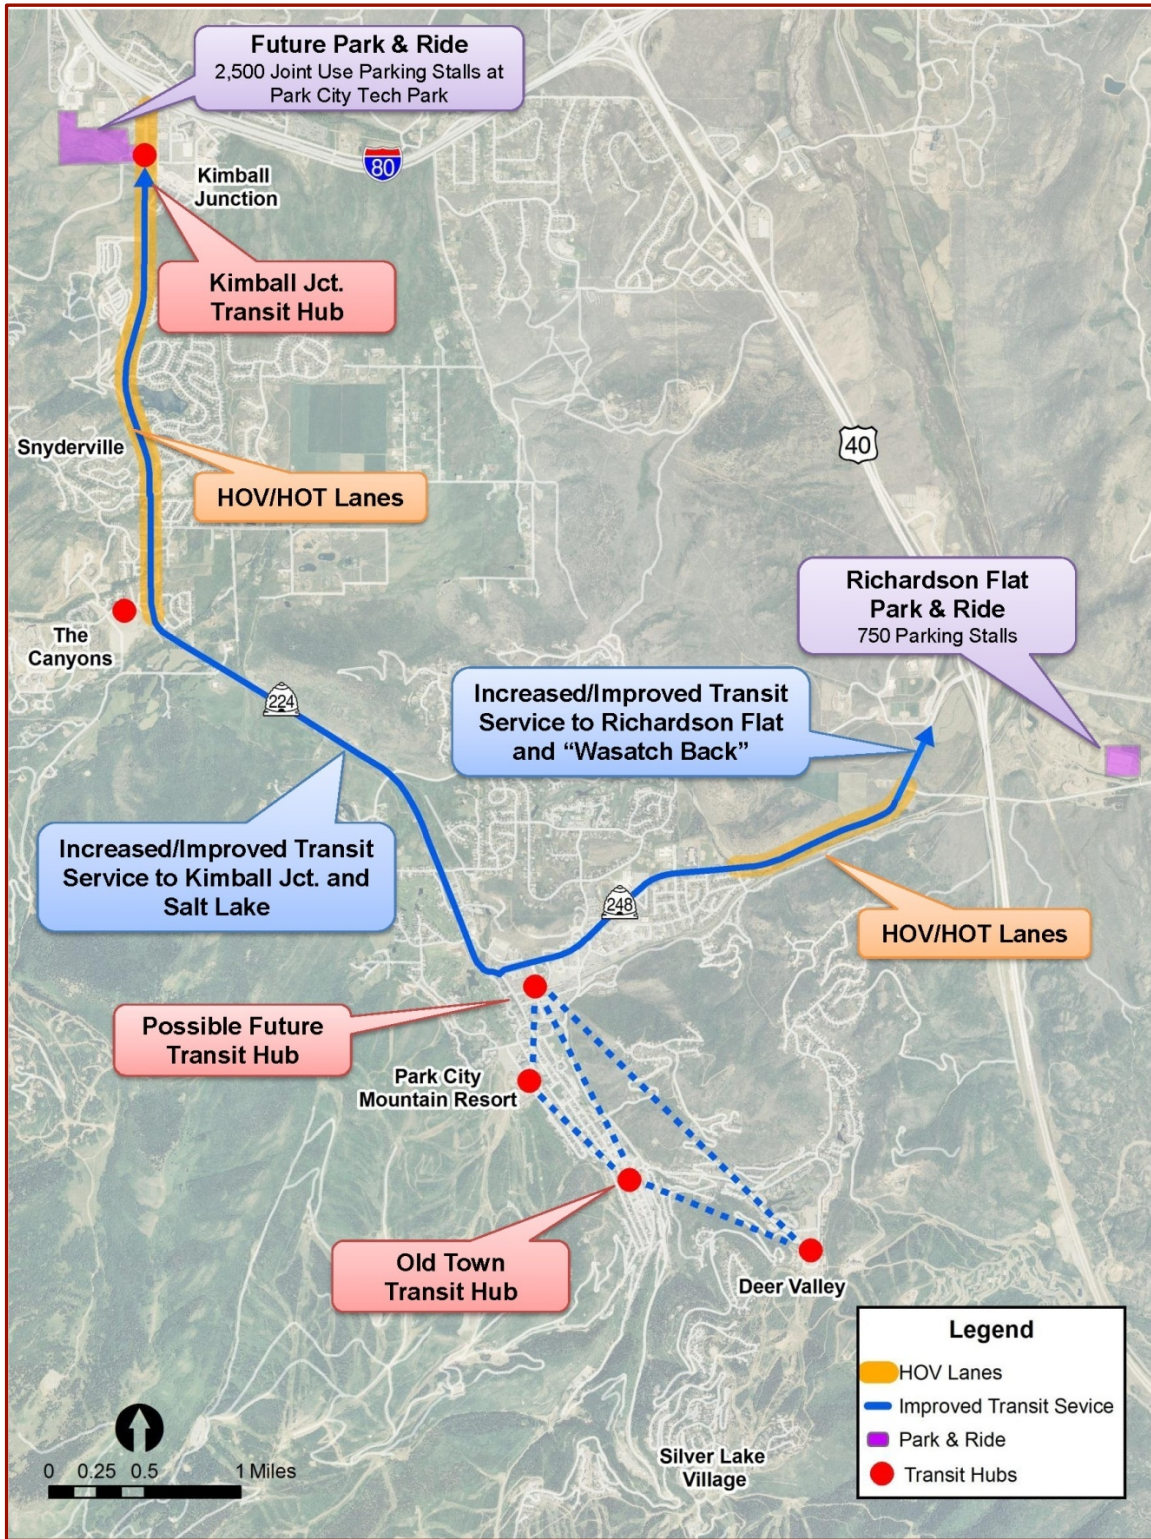 Future Park & Ride
2,500 Joint Use Parking Stalls at
Park City Tech Park
80
Kimball
Junction
Kimball Jct.
Transit Hub
Snyderville
HOV/HOT Lanes
40
Richardson Flat
Park & Ride
750 Parking Stalls
The
Canyons
224
Increased/Improved Transit
Service to Richardson Flat
and “Wasatch Back”
Increased/Improved Transit
Service to Kimball Jct. and
Salt Lake
248
HOV/HOT Lanes
Possible Future
Transit Hub
Park City
Mountain Resort
Old Town
Transit Hub
Deer Valley
Legend
HOV Lanes
Improved Transit Sevice
Park & Ride
Transit Hubs
Silver Lake
Village
0 0.25 0.5 1 Miles